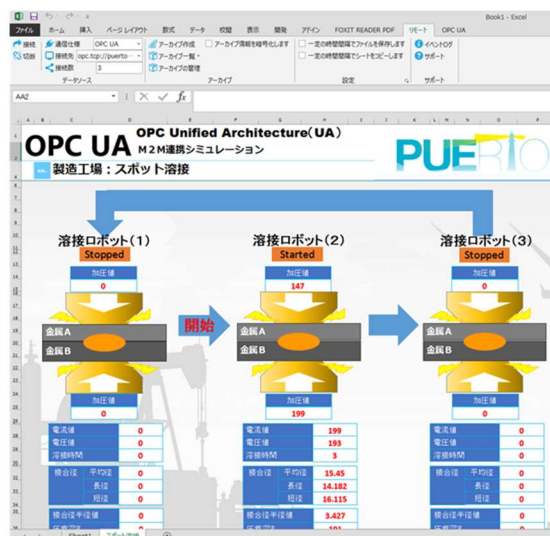 Book1 - Excel
ファイル ホーム 挿入 ページレイアウト 数式 データ 校閲 表示 開発 アドイン FOXIT READER PDF リモート OPC UA
接続 通信仕様 OPC UA アーカイブ作成 アーカイブ情報を暗号化します 一定の時間間隔でファイルを保存します イベントログ
切断 接続先 opc.tcp://puerto- アーカイブ一覧 一定の時間間隔でシートをコピーします サポート
接続数 3 アーカイブの管理
データソース アーカイブ 設定 サポート
AA2
OPC UA OPC Unified Architecture(UA)
M2M連携シミュレーション
PUERIO
製造工場：スポット溶接
溶接ロボット(1) 溶接ロボット(2) 溶接ロボット(3)
Stopped Started Stopped
加圧値 加圧値 加圧値
0 147 0
開始
金属A 金属A 金属A
金属B 金属B 金属B
加圧値 加圧値 加圧値
0 199 0
電流値 0 電流値 199 電流値 0
電圧値 0 電圧値 193 電圧値 0
溶接時間 0 溶接時間 3 溶接時間 0
接合径 平均径 0 接合径 平均径 15.45 接合径 平均径 0
長径 0 長径 14.182 長径 0
短径 0 短径 16.115 短径 0
接合径半径値 0 接合径半径値 3.427 接合径半径値 0
Sheet1 スポット溶接